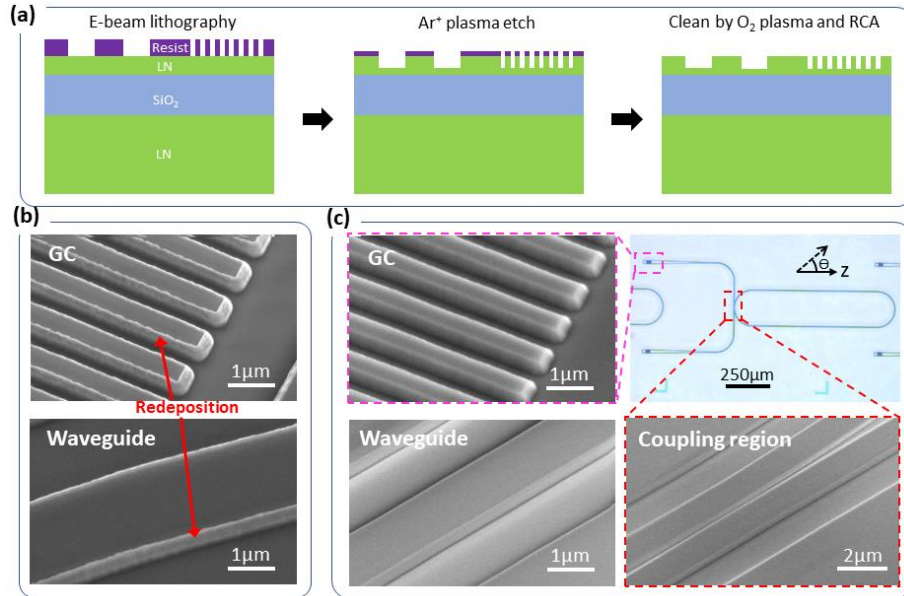 (a)
E-beam lithography
Ar⁺ plasma etch
Clean by O₂ plasma and RCA
Resist
LN
SiO₂
LN
(b)
GC
1μm
Redeposition
Waveguide
1μm
(c)
GC
1μm
Θ
Z
250μm
Waveguide
1μm
Coupling region
2μm